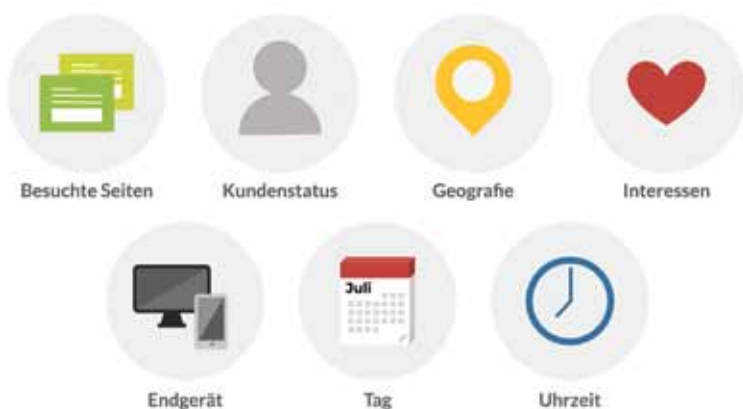 Besuchte Seiten
Kundenstatus
Geografie
Interessen
Juli
Endgerät
Tag
Uhrzeit